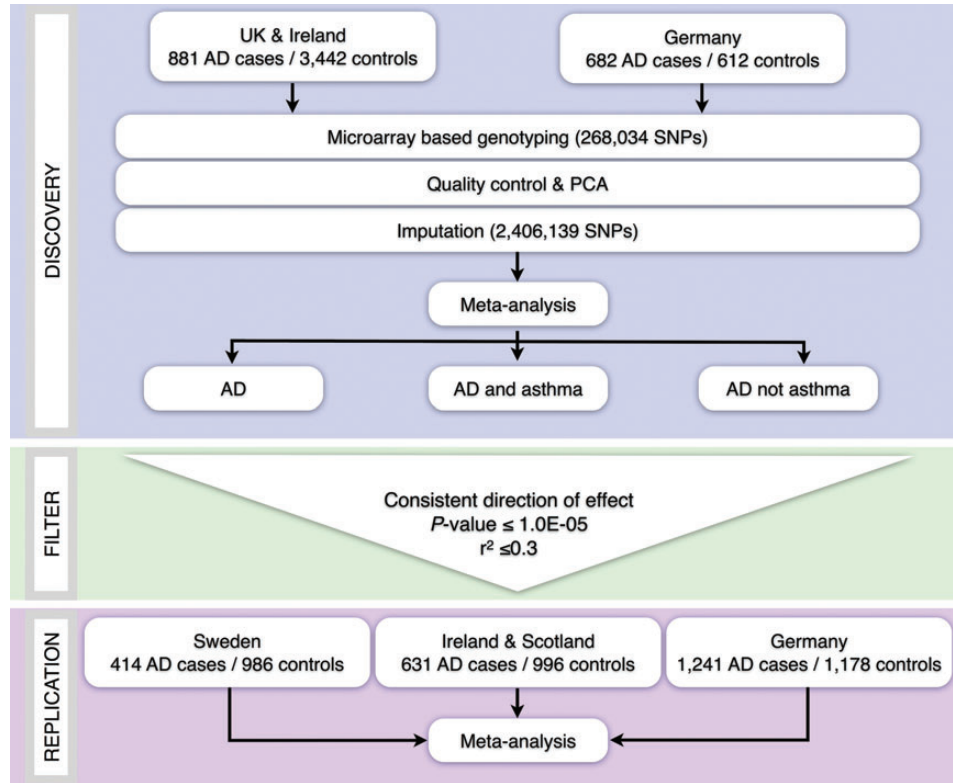 DISCOVERY
UK & Ireland
881 AD cases / 3,442 controls
Germany
682 AD cases / 612 controls
Microarray based genotyping (268,034 SNPs)
Quality control & PCA
Imputation (2,406,139 SNPs)
Meta-analysis
AD
AD and asthma
AD not asthma
FILTER
Consistent direction of effect
P-value ≤ 1.0E-05
r² ≤0.3
REPLICATION
Sweden
414 AD cases / 986 controls
Ireland & Scotland
631 AD cases / 996 controls
Germany
1,241 AD cases / 1,178 controls
Meta-analysis